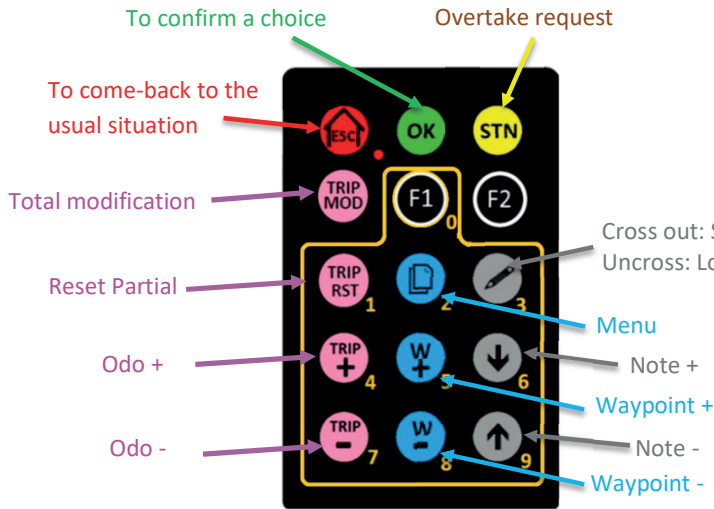 To confirm a choice
Overtake request
To come-back to the
usual situation
ESC
OK
STN
Total modification
TRIP
MOD
F1
0
F2
Cross out: S
Uncross: Lo
Reset Partial
TRIP
RST
1
2
3
Menu
Odo +
TRIP
+
4
W
+
5
6
Note +
Waypoint +
Odo -
TRIP
-
7
W
-
8
9
Note -
Waypoint -